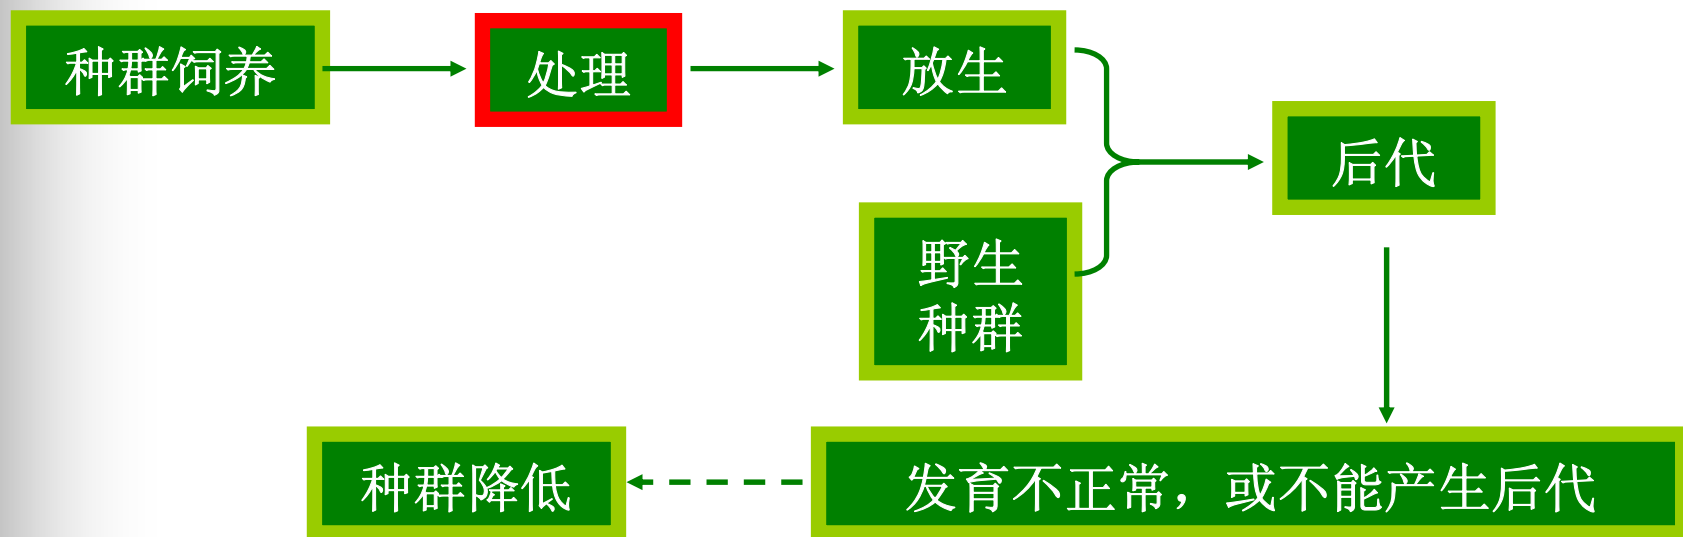 种群饲养
处理
放生
后代
野生
种群
发育不正常，或不能产生后代
种群降低